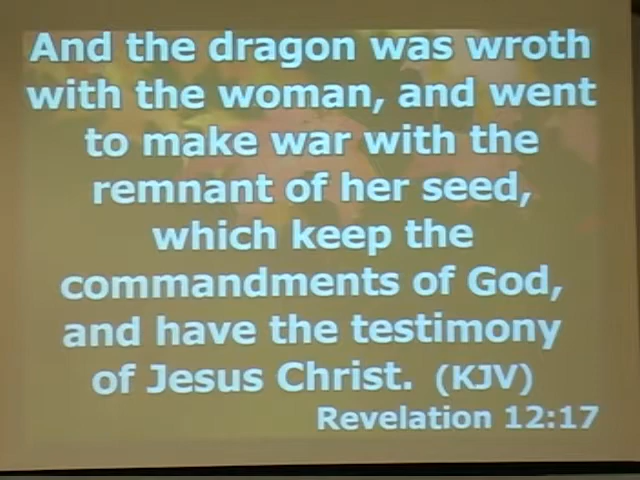 And the dragon was wroth
with the woman, and went
to make war with the
remnant of her seed,
which keep the
commandments of God,
and have the testimony
of Jesus Christ. (KJV)
Revelation 12:17